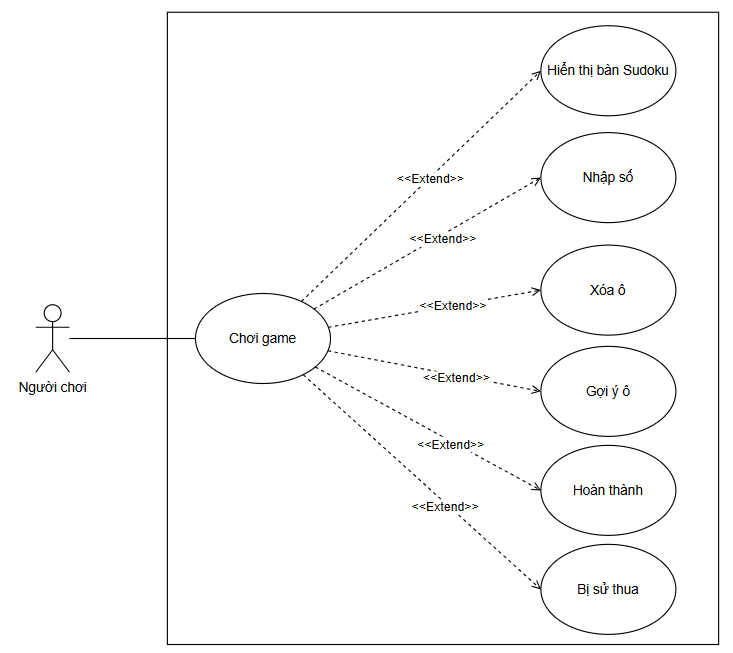 Hiển thị bàn Sudoku
<<Extend>>
Nhập số
<<Extend>>
Xóa ô
<<Extend>>
Chơi game
<<Extend>>
Gợi ý ô
Người chơi
<<Extend>>
Hoàn thành
<<Extend>>
Bị sử thua